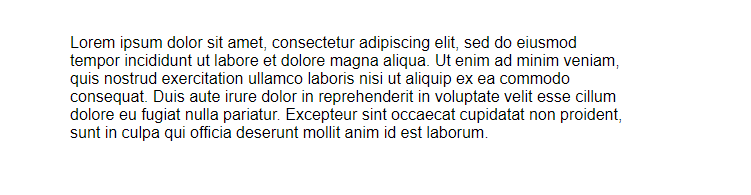 Lorem ipsum dolor sit amet, consectetur adipiscing elit, sed do eiusmod
tempor incididunt ut labore et dolore magna aliqua. Ut enim ad minim veniam,
quis nostrud exercitation ullamco laboris nisi ut aliquip ex ea commodo
consequat. Duis aute irure dolor in reprehenderit in voluptate velit esse cillum
dolore eu fugiat nulla pariatur. Excepteur sint occaecat cupidatat non proident,
sunt in culpa qui officia deserunt mollit anim id est laborum.